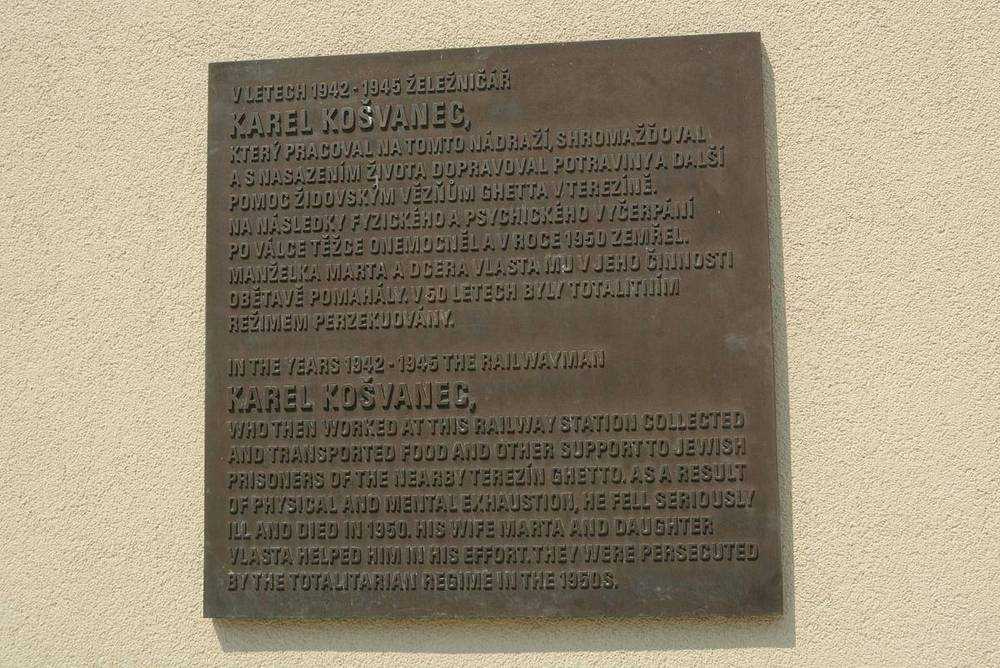 V LETECH 1942 - 1945 ŽELEZNIČÁŘ
KAREL KOŠVANEC,
KTERÝ PRACOVAL NA TOMTO NÁDRAŽÍ, SHROMAŽĎOVAL
A S NASAZENÍM ŽIVOTA DOPRAVOVAL POTRAVINY A DALŠÍ
POMOC ŽIDOVSKÝM VĚZŇŮM GHETTA V TEREZÍNĚ.
NA NÁSLEDKY FYZICKÉHO A PSYCHICKÉHO VYČERPÁNÍ
PO VÁLCE TĚŽCE ONEMOCNĚL A V ROCE 1950 ZEMŘEL.
MANŽELKA MARTA A DCERA VLASTA MU V JEHO ČINNOSTI
OBĚTAVĚ POMAHÁLY. V 50 LETECH BYLY TOTALITNÍM
REŽIMEM PERZEKUOVÁNY.
IN THE YEARS 1942 - 1945 THE RAILWAYMAN
KAREL KOŠVANEC,
WHO THEN WORKED AT THIS RAILWAY STATION COLLECTED
AND TRANSPORTED FOOD AND OTHER SUPPORT TO JEWISH
PRISONERS OF THE NEARBY TEREZÍN GHETTO. AS A RESULT
OF PHYSICAL AND MENTAL EXHAUSTION, HE FELL SERIOUSLY
ILL AND DIED IN 1950. HIS WIFE MARTA AND DAUGHTER
VLASTA HELPED HIM IN HIS EFFORT. THEY WERE PERSECUTED
BY THE TOTALITARIAN REGIME IN THE 1950S.